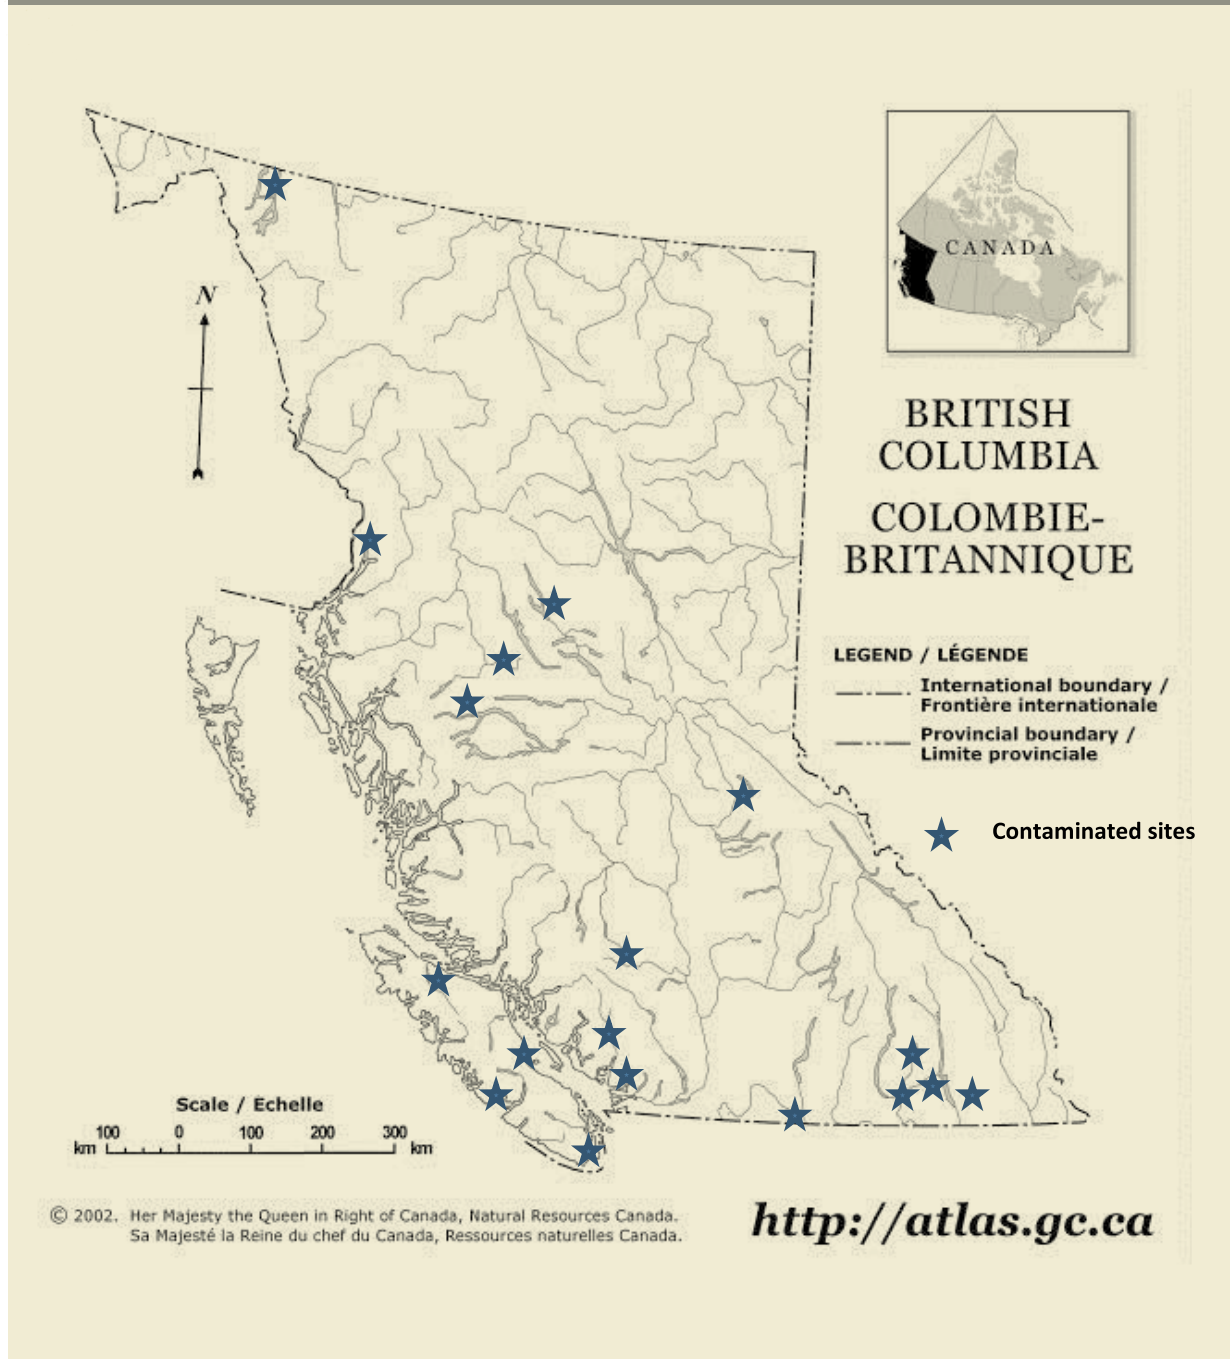 CANADA
N
BRITISH
COLUMBIA
COLOMBIE-
BRITANNIQUE
LEGEND / LÉGENDE
International boundary /
Frontière internationale
Provincial boundary /
Limite provinciale
Contaminated sites
Scale / Echelle
100 0 100 200 300
km km
© 2002. Her Majesty the Queen in Right of Canada, Natural Resources Canada.
Sa Majesté la Reine du chef du Canada, Ressources naturelles Canada.
http://atlas.gc.ca